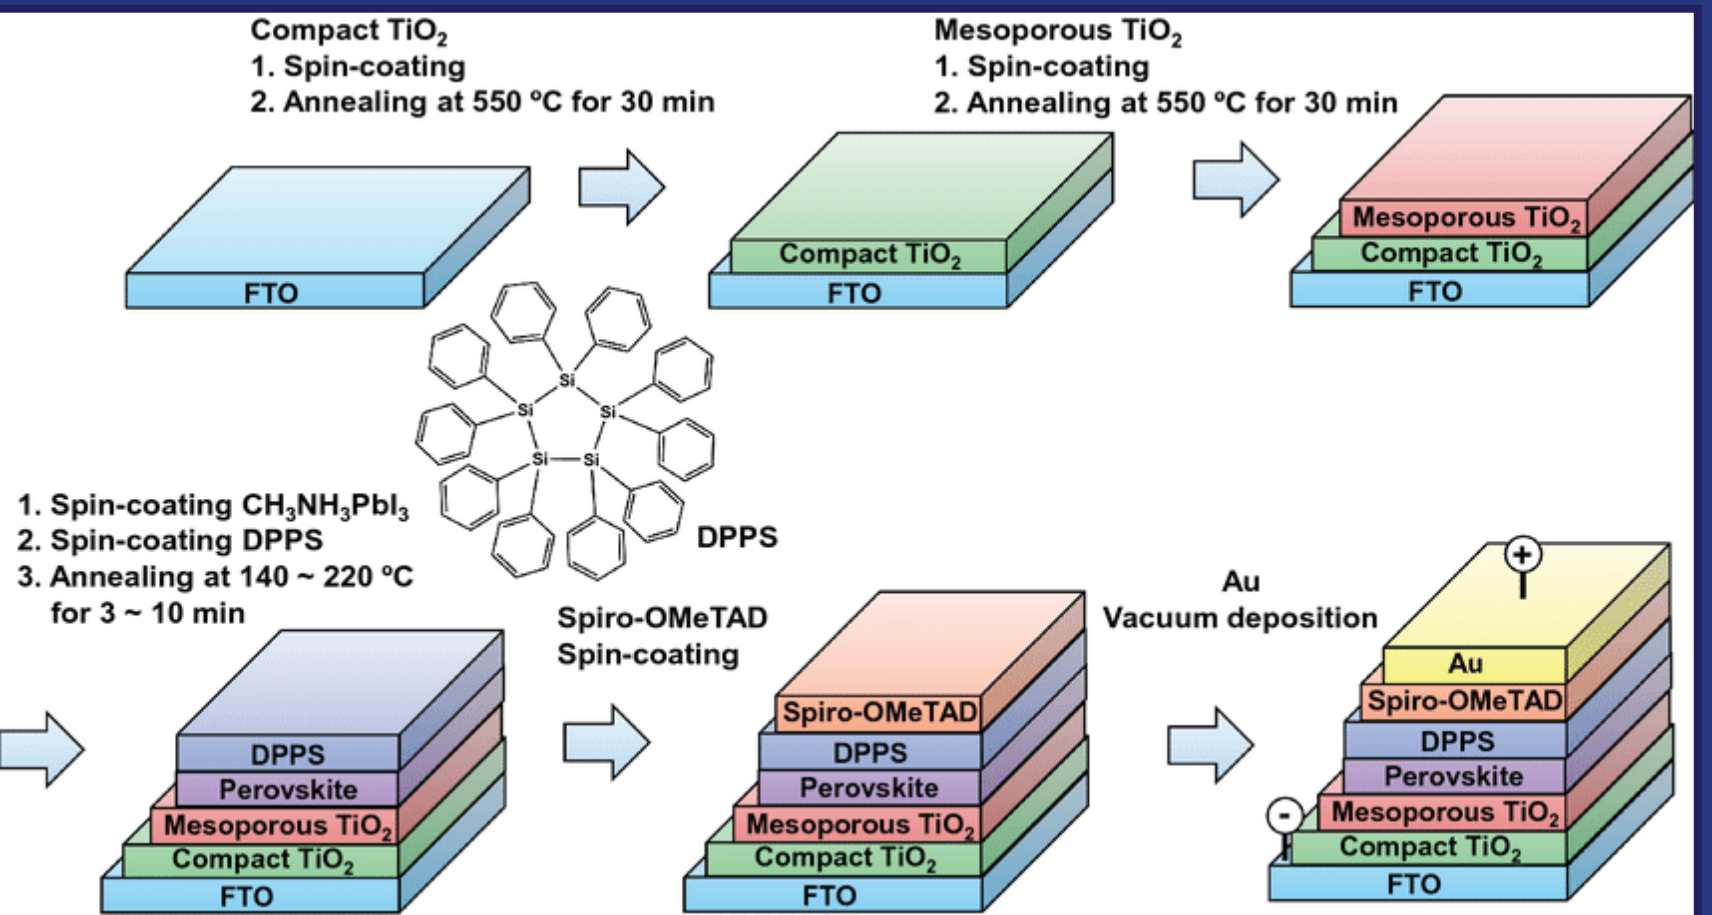 Compact TiO₂
1. Spin-coating
2. Annealing at 550 ºC for 30 min
Mesoporous TiO₂
1. Spin-coating
2. Annealing at 550 ºC for 30 min
FTO
Compact TiO₂
FTO
Mesoporous TiO₂
Compact TiO₂
FTO
Si
Si
Si
Si
Si
DPPS
1. Spin-coating CH₃NH₃PbI₃
2. Spin-coating DPPS
3. Annealing at 140 ~ 220 ºC
for 3 ~ 10 min
DPPS
Perovskite
Mesoporous TiO₂
Compact TiO₂
FTO
Spiro-OMeTAD
Spin-coating
Spiro-OMeTAD
DPPS
Perovskite
Mesoporous TiO₂
Compact TiO₂
FTO
Au
Vacuum deposition
+
Au
Spiro-OMeTAD
DPPS
Perovskite
-
Mesoporous TiO₂
Compact TiO₂
FTO